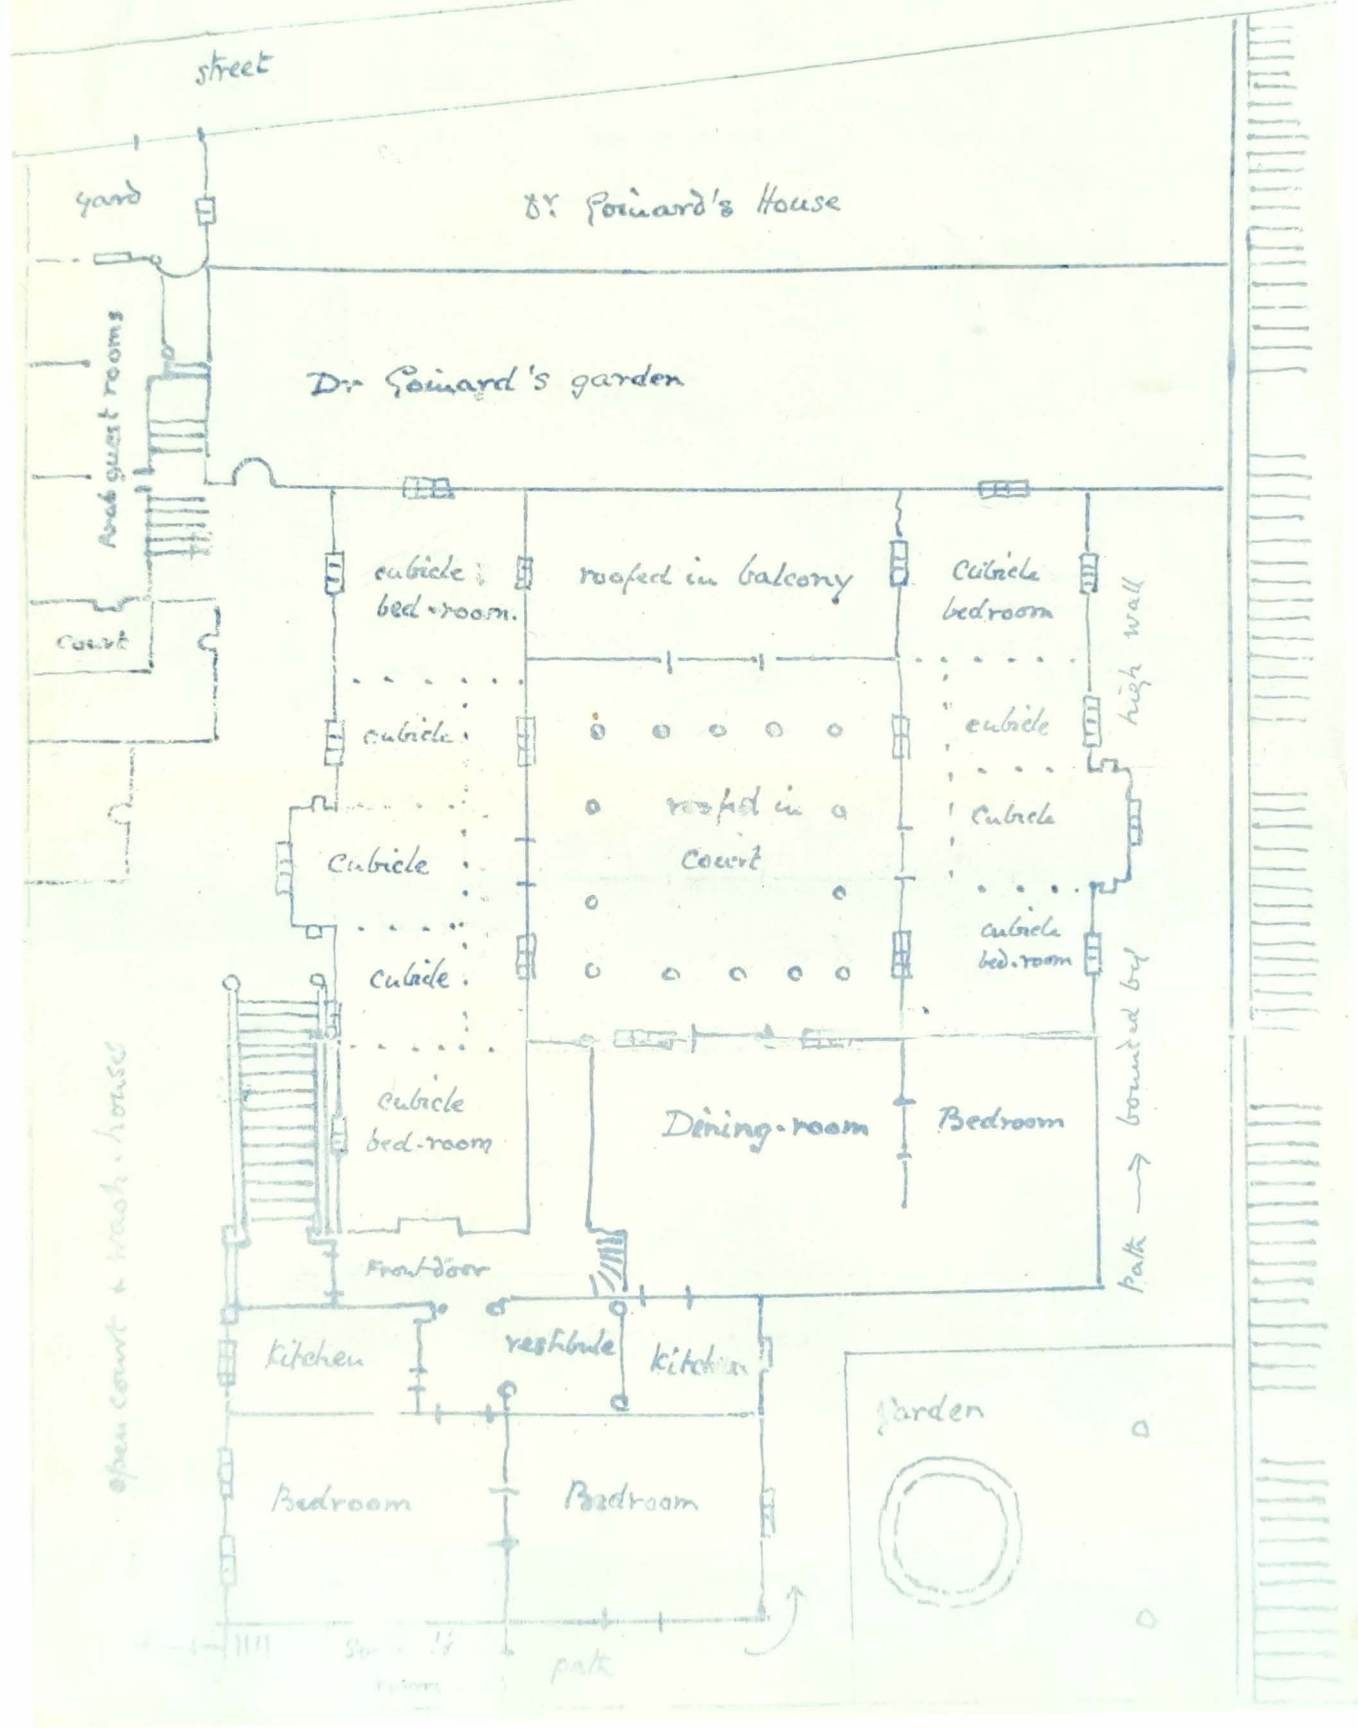 street
yard
Dr. Goinard's House
Arab guest rooms
Dr Goinard's garden
cubicle
bed-room.
roofed in balcony
cubicle
bedroom
high wall
court
cubicle
cubicle
roofed in
court
cubicle
cubicle
cubicle
cubicle
bed-room
open court + wash-house
cubicle
bed-room
Dining-room
Bedroom
Path → bounded by
Front door
Kitchen
vestibule
kitchen
Garden
Bedroom
Bedroom
path
room